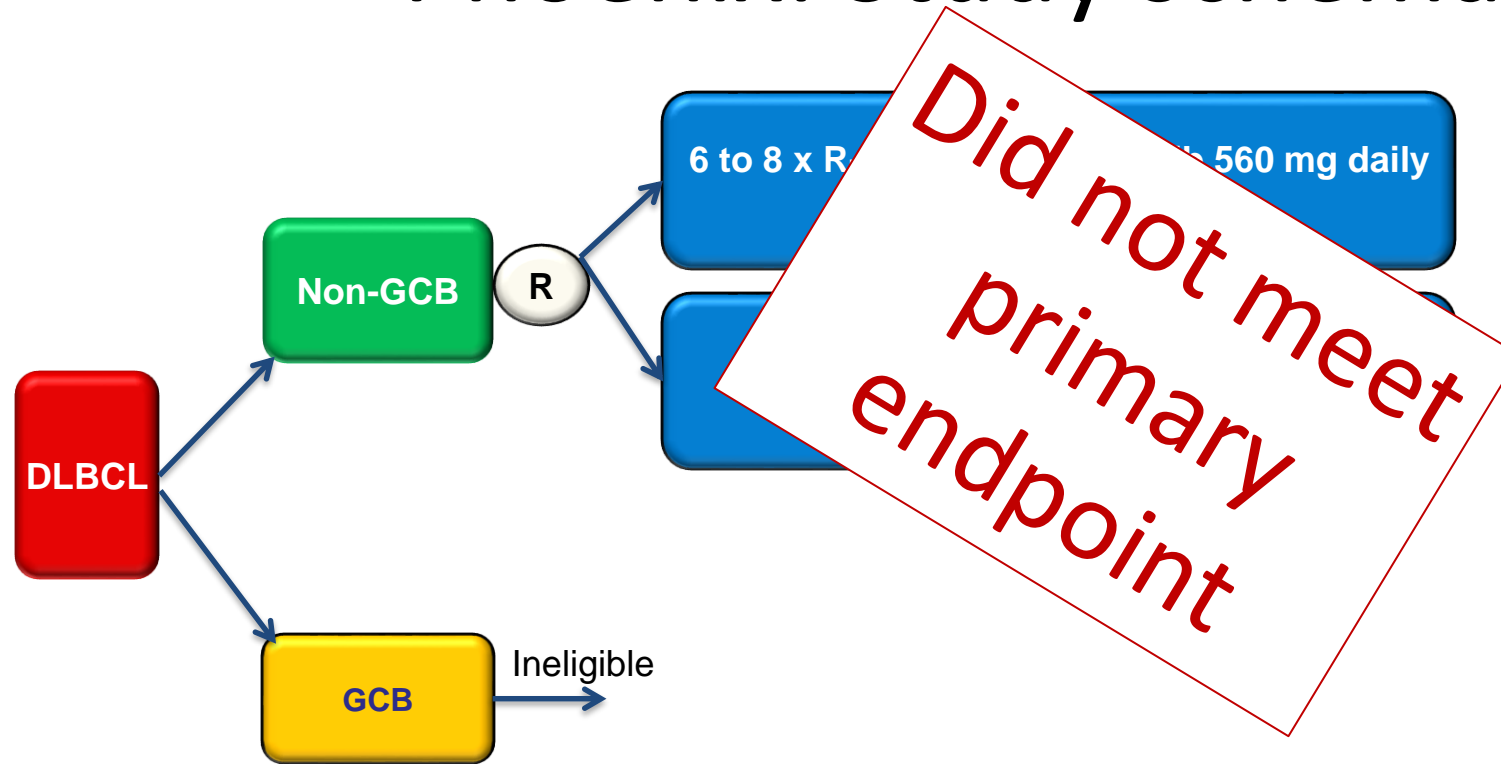 6 to 8 x R-
560 mg daily
Non-GCB
R
DLBCL
GCB
Ineligible
Did not meet
primary
endpoint